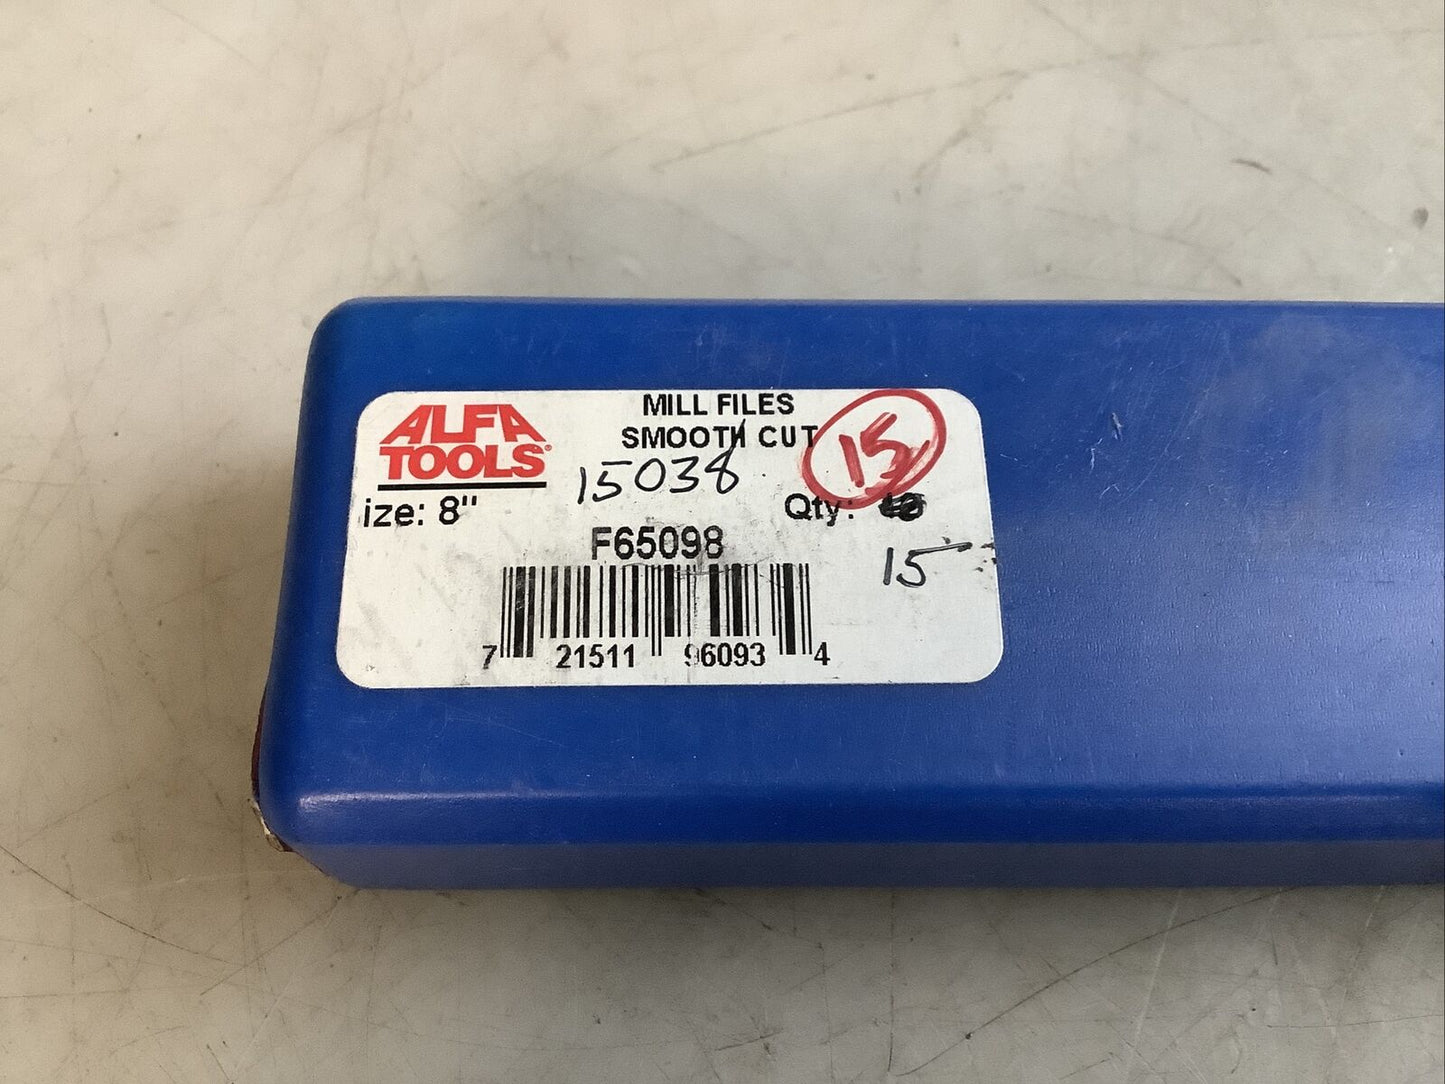 ALFA
TOOLS®
MILL FILES
SMOOTH CUT
15
15038
ize: 8"
Qty:
F65098
15
7 21511 96093 4